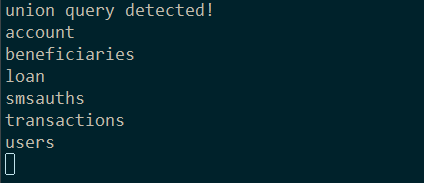 union query detected!
account
beneficiaries
loan
smsauths
transactions
users